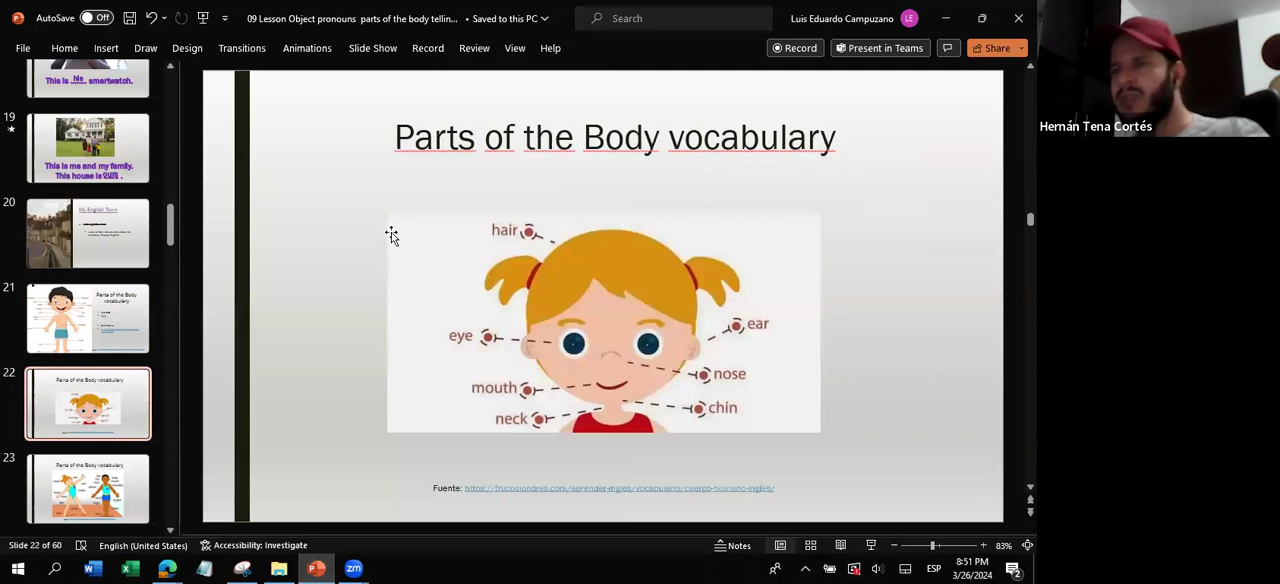 AutoSave
Off
09 Lesson Object pronouns parts of the body tellin... • Saved to this PC
Search
Luis Eduardo Campuzano
LE
File
Home
Insert
Draw
Design
Transitions
Animations
Slide Show
Record
Review
View
Help
Record
Present in Teams
Share
Hernán Tena Cortés
This is his smartwatch.
19
This is me and my family.
This house is ours .
20
My English Town
21
Parts of the Body
vocabulary
22
Parts of the Body vocabulary
23
Parts of the Body vocabulary
Parts of the Body vocabulary
hair
eye
ear
mouth
nose
neck
chin
Fuente: https://trucoslondres.com/aprender-ingles/vocabulario/cuerpo-humano-ingles/
Slide 22 of 60
English (United States)
Accessibility: Investigate
Notes
83%
zm
ESP
8:51 PM
3/26/2024
2